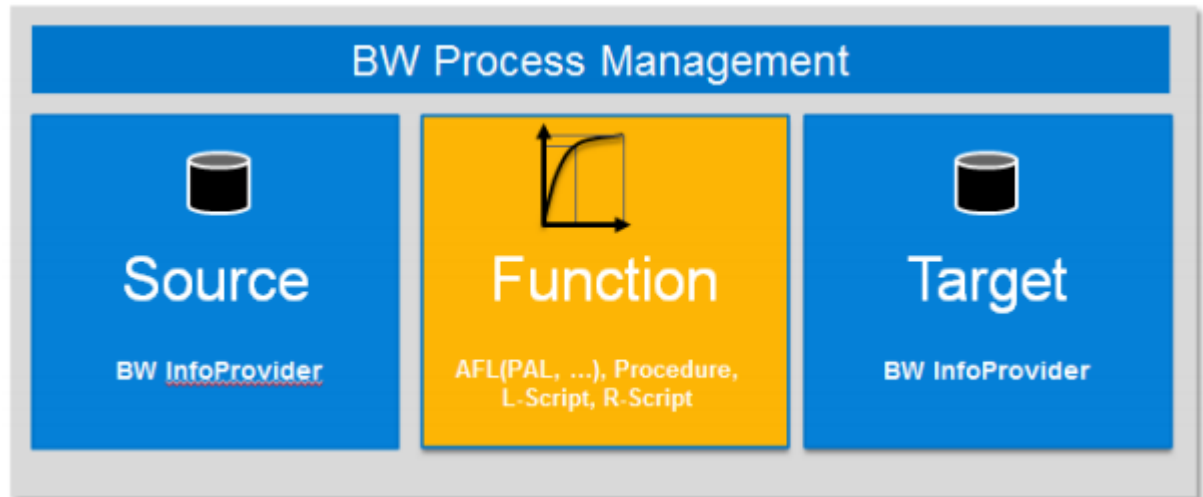 BW Process Management
Source
BW InfoProvider
Function
AFL(PAL, ...), Procedure,
L-Script, R-Script
Target
BW InfoProvider